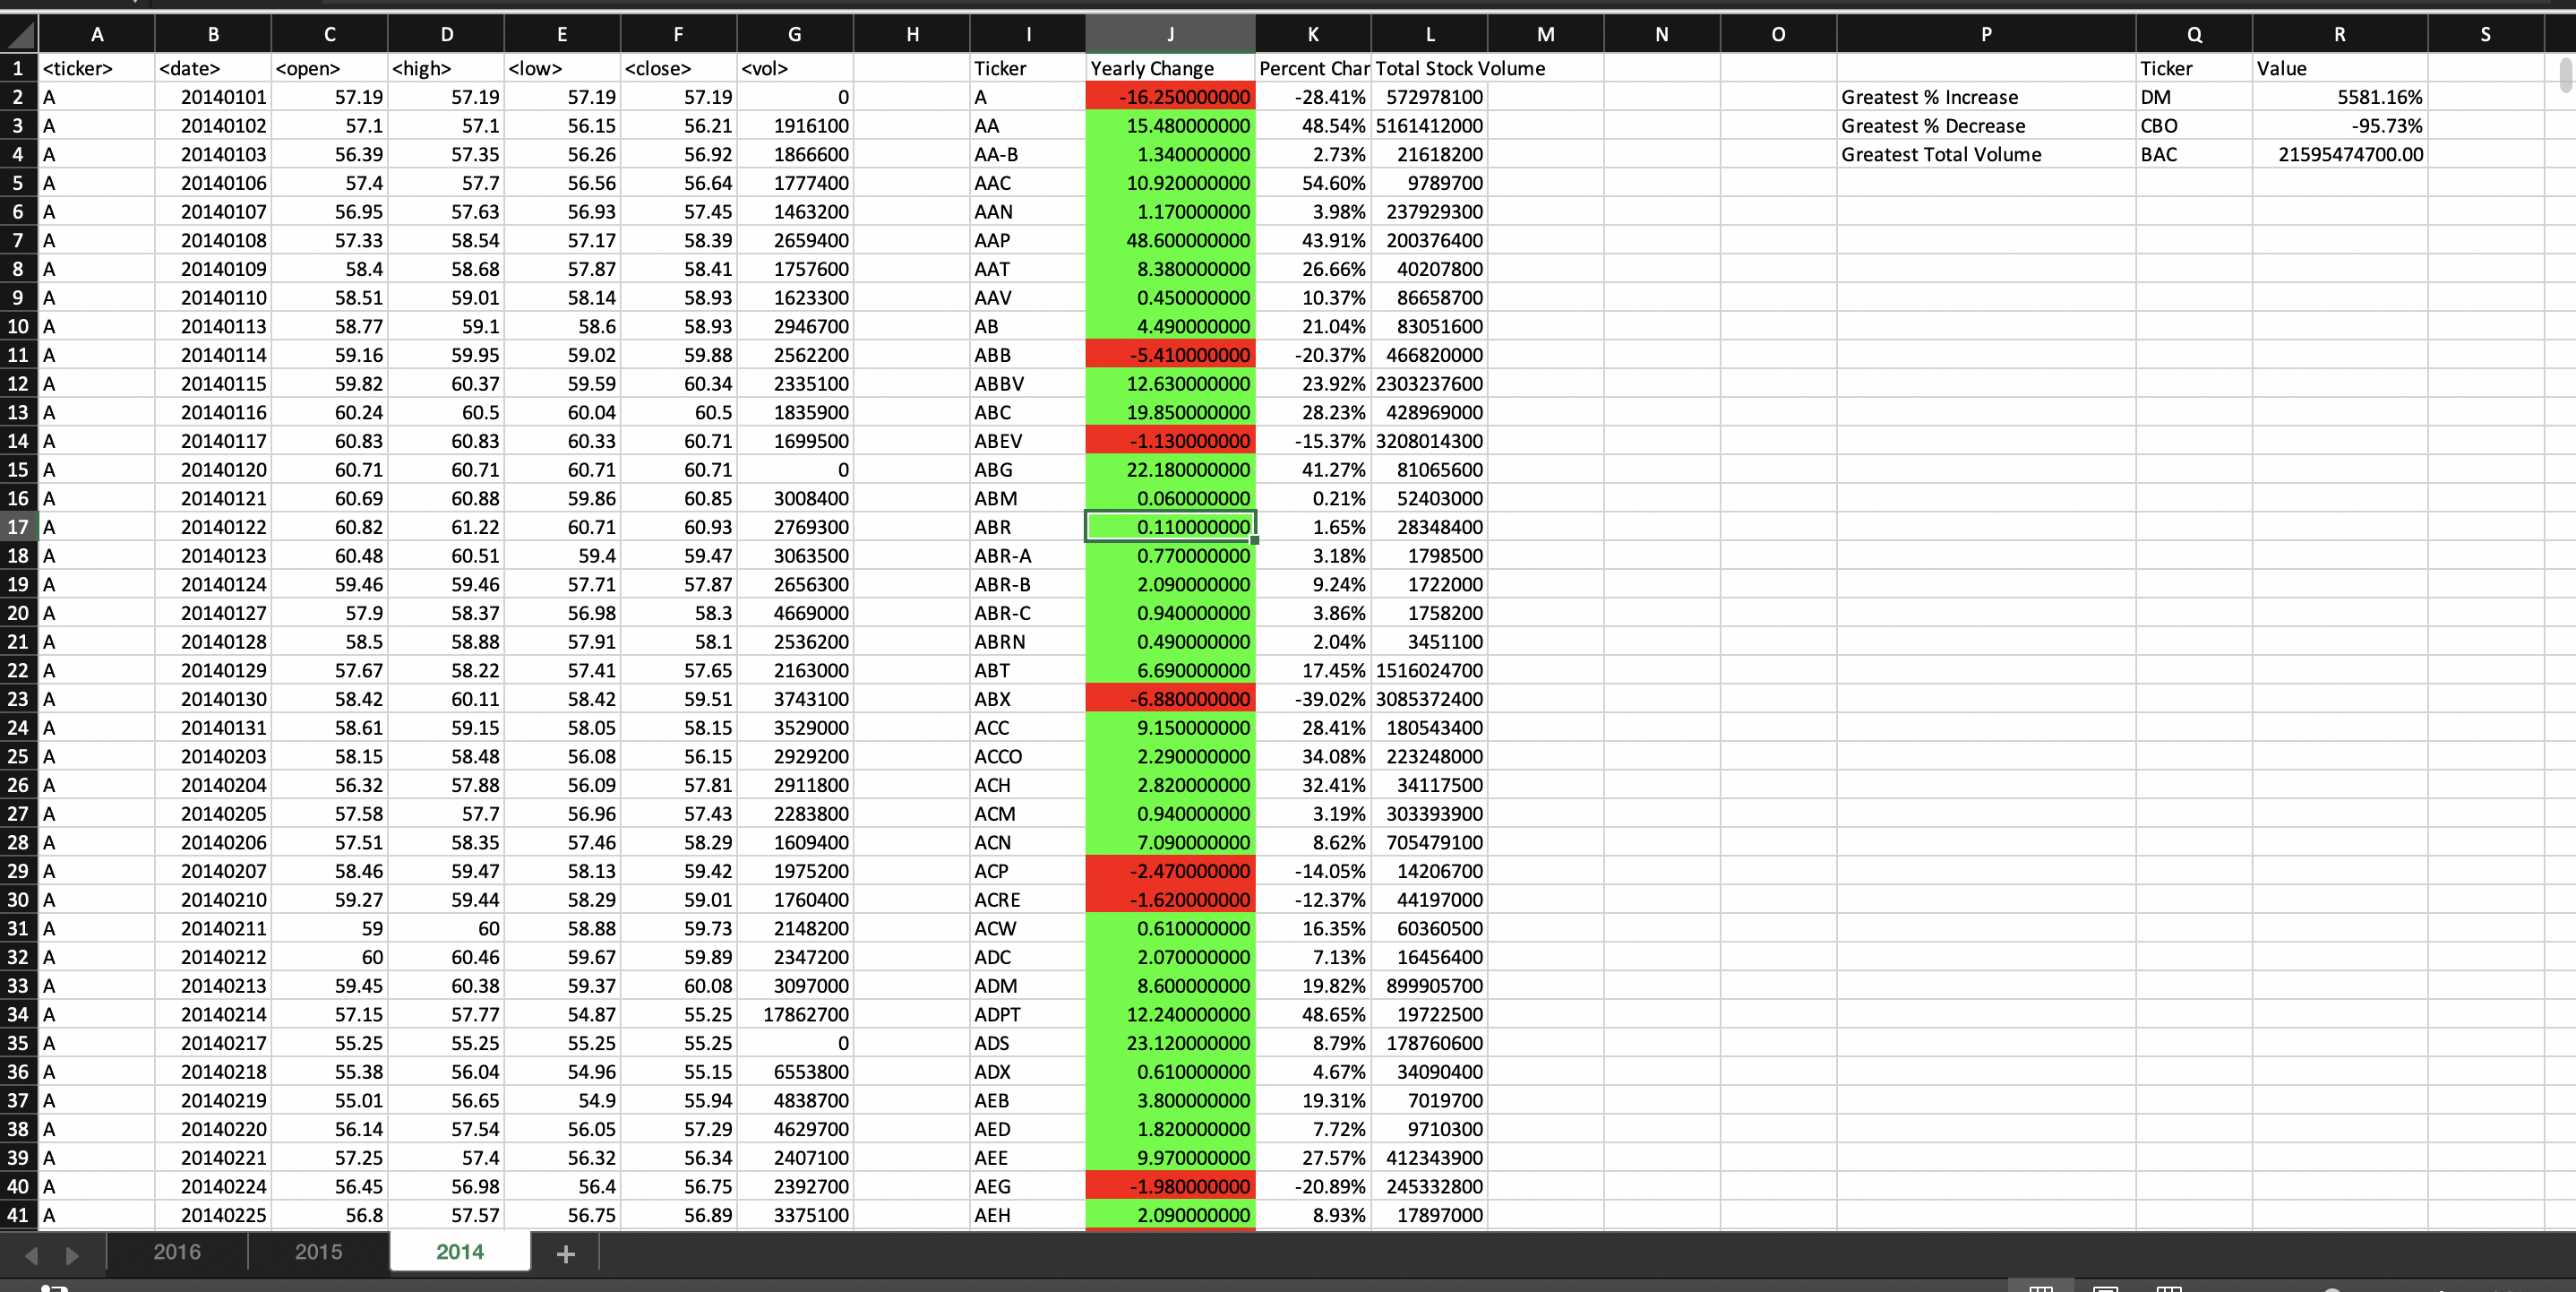 A B C D E F G H I J K L M N O P Q R S
1 <ticker> <date> <open> <high> <low> <close> <vol> Ticker Yearly Change Percent Char Total Stock Volume Ticker Value
2 A 20140101 57.19 57.19 57.19 57.19 0 A -16.250000000 -28.41% 572978100 Greatest % Increase DM 5581.16%
3 A 20140102 57.1 57.1 56.15 56.21 1916100 AA 15.480000000 48.54% 5161412000 Greatest % Decrease CBO -95.73%
4 A 20140103 56.39 57.35 56.26 56.92 1866600 AA-B 1.340000000 2.73% 21618200 Greatest Total Volume BAC 21595474700.00
5 A 20140106 57.4 57.7 56.56 56.64 1777400 AAC 10.920000000 54.60% 9789700
6 A 20140107 56.95 57.63 56.93 57.45 1463200 AAN 1.170000000 3.98% 237929300
7 A 20140108 57.33 58.54 57.17 58.39 2659400 AAP 48.600000000 43.91% 200376400
8 A 20140109 58.4 58.68 57.87 58.41 1757600 AAT 8.380000000 26.66% 40207800
9 A 20140110 58.51 59.01 58.14 58.93 1623300 AAV 0.450000000 10.37% 86658700
10 A 20140113 58.77 59.1 58.6 58.93 2946700 AB 4.490000000 21.04% 83051600
11 A 20140114 59.16 59.95 59.02 59.88 2562200 ABB -5.410000000 -20.37% 466820000
12 A 20140115 59.82 60.37 59.59 60.34 2335100 ABBV 12.630000000 23.92% 2303237600
13 A 20140116 60.24 60.5 60.04 60.5 1835900 ABC 19.850000000 28.23% 428969000
14 A 20140117 60.83 60.83 60.33 60.71 1699500 ABEV -1.130000000 -15.37% 3208014300
15 A 20140120 60.71 60.71 60.71 60.71 0 ABG 22.180000000 41.27% 81065600
16 A 20140121 60.69 60.88 59.86 60.85 3008400 ABM 0.060000000 0.21% 52403000
17 A 20140122 60.82 61.22 60.71 60.93 2769300 ABR 0.110000000 1.65% 28348400
18 A 20140123 60.48 60.51 59.4 59.47 3063500 ABR-A 0.770000000 3.18% 1798500
19 A 20140124 59.46 59.46 57.71 57.87 2656300 ABR-B 2.090000000 9.24% 1722000
20 A 20140127 57.9 58.37 56.98 58.3 4669000 ABR-C 0.940000000 3.86% 1758200
21 A 20140128 58.5 58.88 57.91 58.1 2536200 ABRN 0.490000000 2.04% 3451100
22 A 20140129 57.67 58.22 57.41 57.65 2163000 ABT 6.690000000 17.45% 1516024700
23 A 20140130 58.42 60.11 58.42 59.51 3743100 ABX -6.880000000 -39.02% 3085372400
24 A 20140131 58.61 59.15 58.05 58.15 3529000 ACC 9.150000000 28.41% 180543400
25 A 20140203 58.15 58.48 56.08 56.15 2929200 ACCO 2.290000000 34.08% 223248000
26 A 20140204 56.32 57.88 56.09 57.81 2911800 ACH 2.820000000 32.41% 34117500
27 A 20140205 57.58 57.7 56.96 57.43 2283800 ACM 0.940000000 3.19% 303393900
28 A 20140206 57.51 58.35 57.46 58.29 1609400 ACN 7.090000000 8.62% 705479100
29 A 20140207 58.46 59.47 58.13 59.42 1975200 ACP -2.470000000 -14.05% 14206700
30 A 20140210 59.27 59.44 58.29 59.01 1760400 ACRE -1.620000000 -12.37% 44197000
31 A 20140211 59 60 58.88 59.73 2148200 ACW 0.610000000 16.35% 60360500
32 A 20140212 60 60.46 59.67 59.89 2347200 ADC 2.070000000 7.13% 16456400
33 A 20140213 59.45 60.38 59.37 60.08 3097000 ADM 8.600000000 19.82% 899905700
34 A 20140214 57.15 57.77 54.87 55.25 17862700 ADPT 12.240000000 48.65% 19722500
35 A 20140217 55.25 55.25 55.25 55.25 0 ADS 23.120000000 8.79% 178760600
36 A 20140218 55.38 56.04 54.96 55.15 6553800 ADX 0.610000000 4.67% 34090400
37 A 20140219 55.01 56.65 54.9 55.94 4838700 AEB 3.800000000 19.31% 7019700
38 A 20140220 56.14 57.54 56.05 57.29 4629700 AED 1.820000000 7.72% 9710300
39 A 20140221 57.25 57.4 56.32 56.34 2407100 AEE 9.970000000 27.57% 412343900
40 A 20140224 56.45 56.98 56.4 56.75 2392700 AEG -1.980000000 -20.89% 245332800
41 A 20140225 56.8 57.57 56.75 56.89 3375100 AEH 2.090000000 8.93% 17897000
2016 2015 2014 +